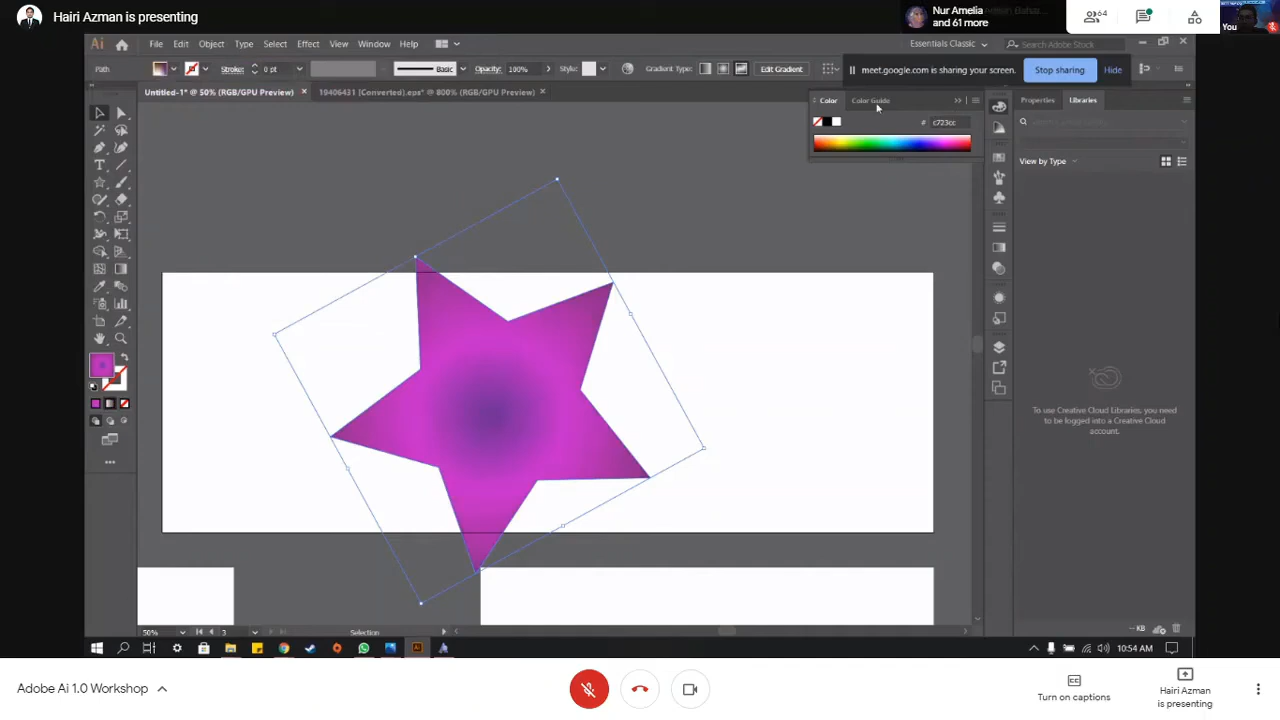 Hairi Azman is presenting
Nur Amelia
and 61 more
64
You
Ai
File Edit Object Type Select Effect View Window Help
Essentials Classic
Search Adobe Stock
Path
Stroke: 0 pt
Basic
Opacity: 100%
Style:
Gradient Type:
Edit Gradient
meet.google.com is sharing your screen.
Stop sharing
Hide
Untitled-1* @ 50% (RGB/GPU Preview) ×
19406431 [Converted].eps* @ 800% (RGB/GPU Preview) ×
Color
Color Guide
# c723cc
Properties
Libraries
View by Type
To use Creative Cloud Libraries, you need
to be logged into a Creative Cloud
account.
-- KB
50%
3
Selection
10:54 AM
Adobe Ai 1.0 Workshop
Turn on captions
Hairi Azman
is presenting